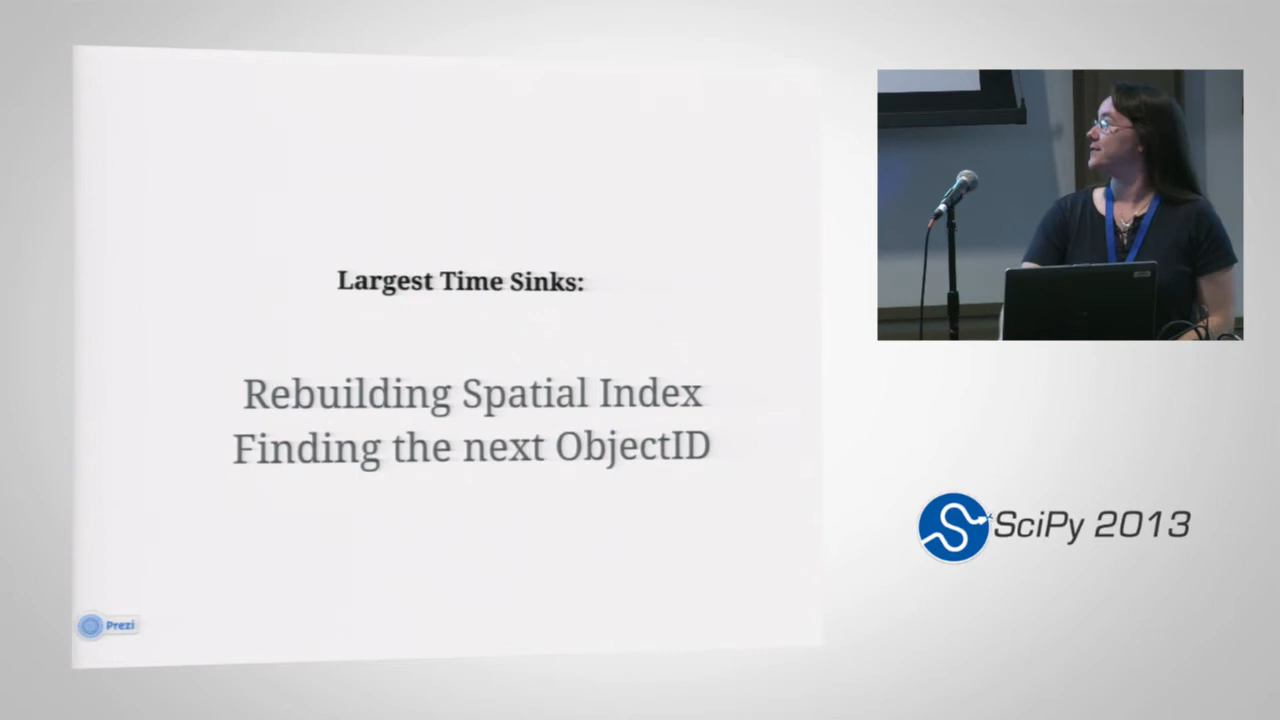 Largest Time Sinks:
Rebuilding Spatial Index
Finding the next ObjectID
Prezi
SciPy 2013